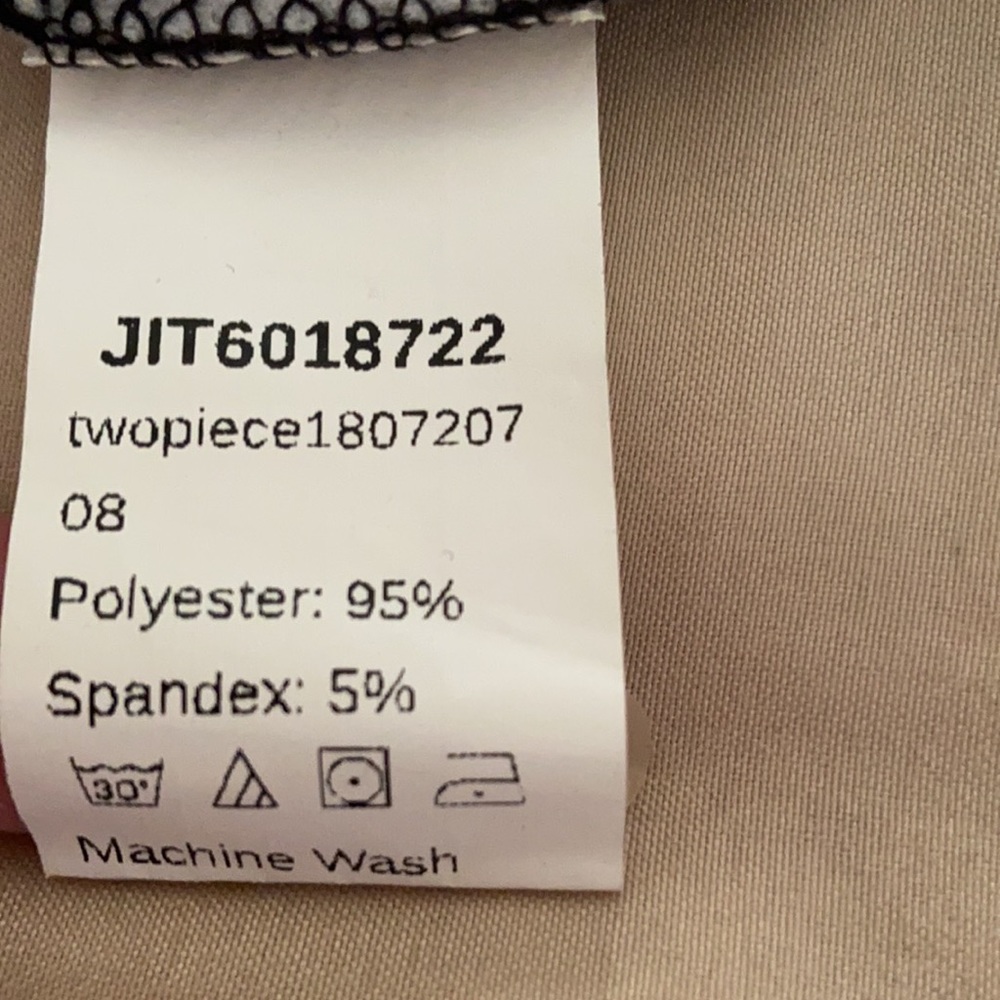 JIT6018722
twopiece1807207
08
Polyester: 95%
Spandex: 5%
30°
Machine Wash